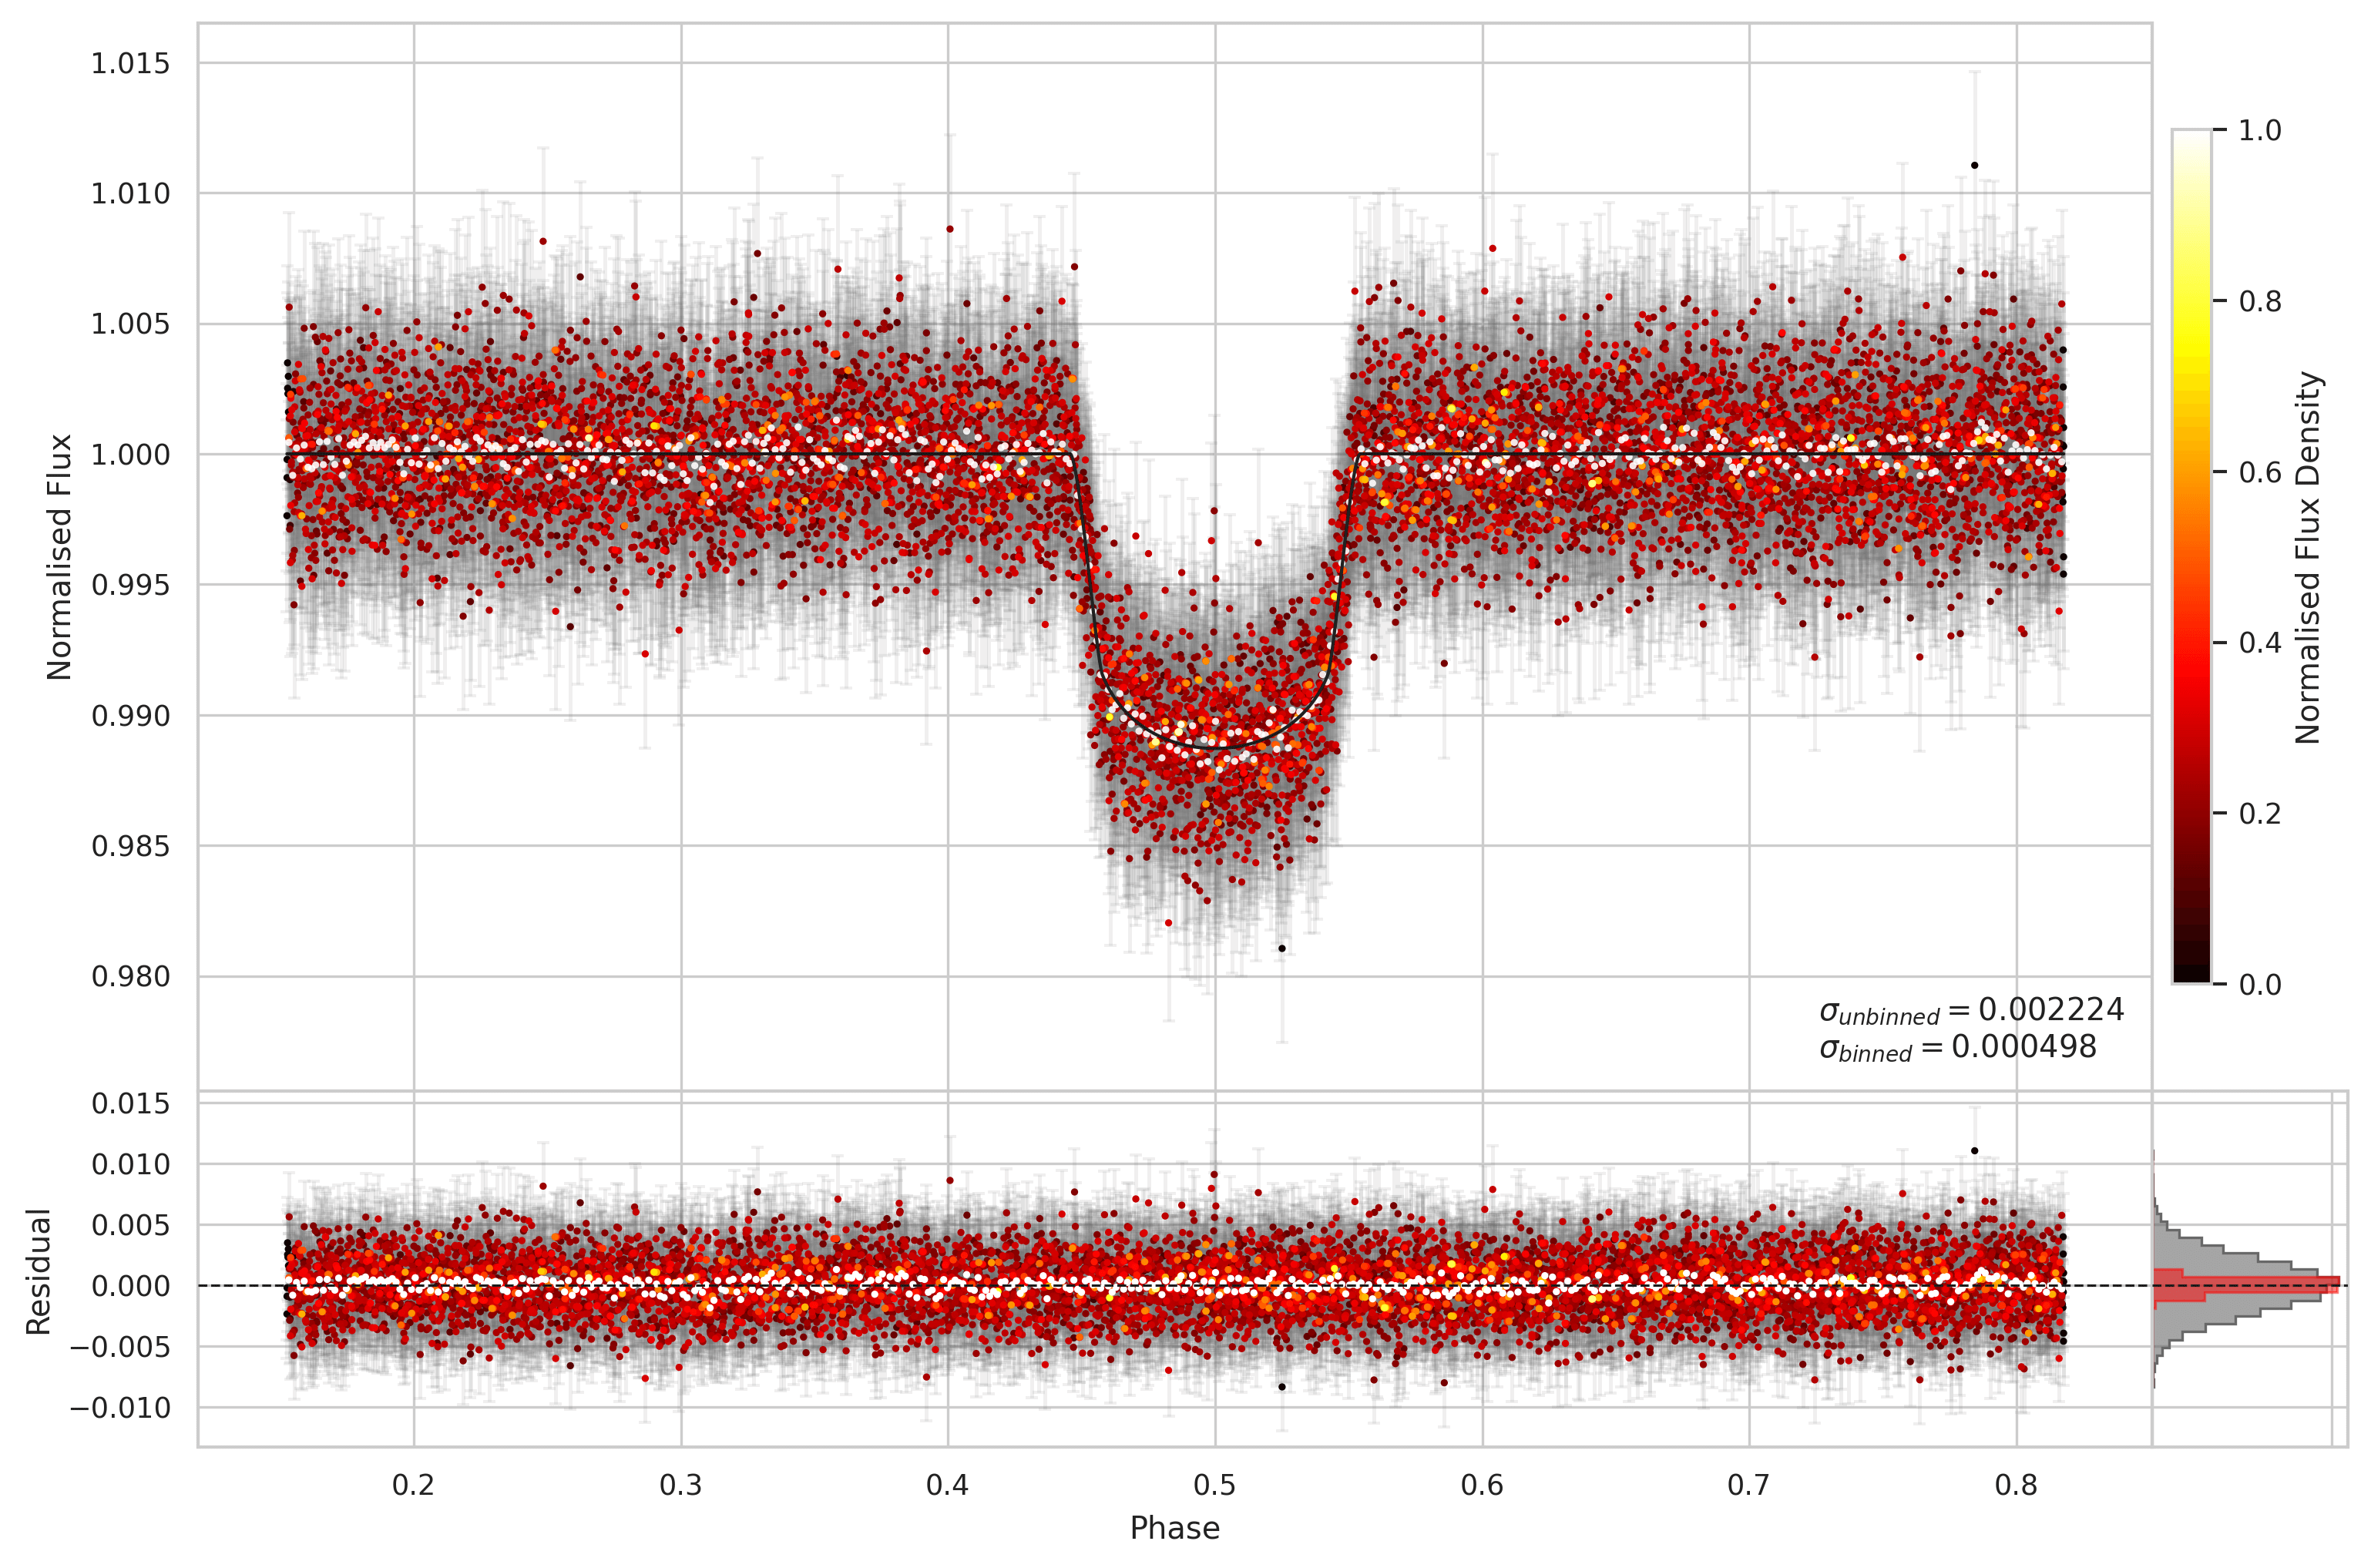 1.015
1.010
1.005
1.000
0.995
0.990
0.985
0.980
Normalised Flux
1.0
0.8
0.6
0.4
0.2
0.0
Normalised Flux Density
σunbinned = 0.002224
σbinned = 0.000498
0.015
0.010
0.005
0.000
−0.005
−0.010
Residual
0.2 0.3 0.4 0.5 0.6 0.7 0.8
Phase